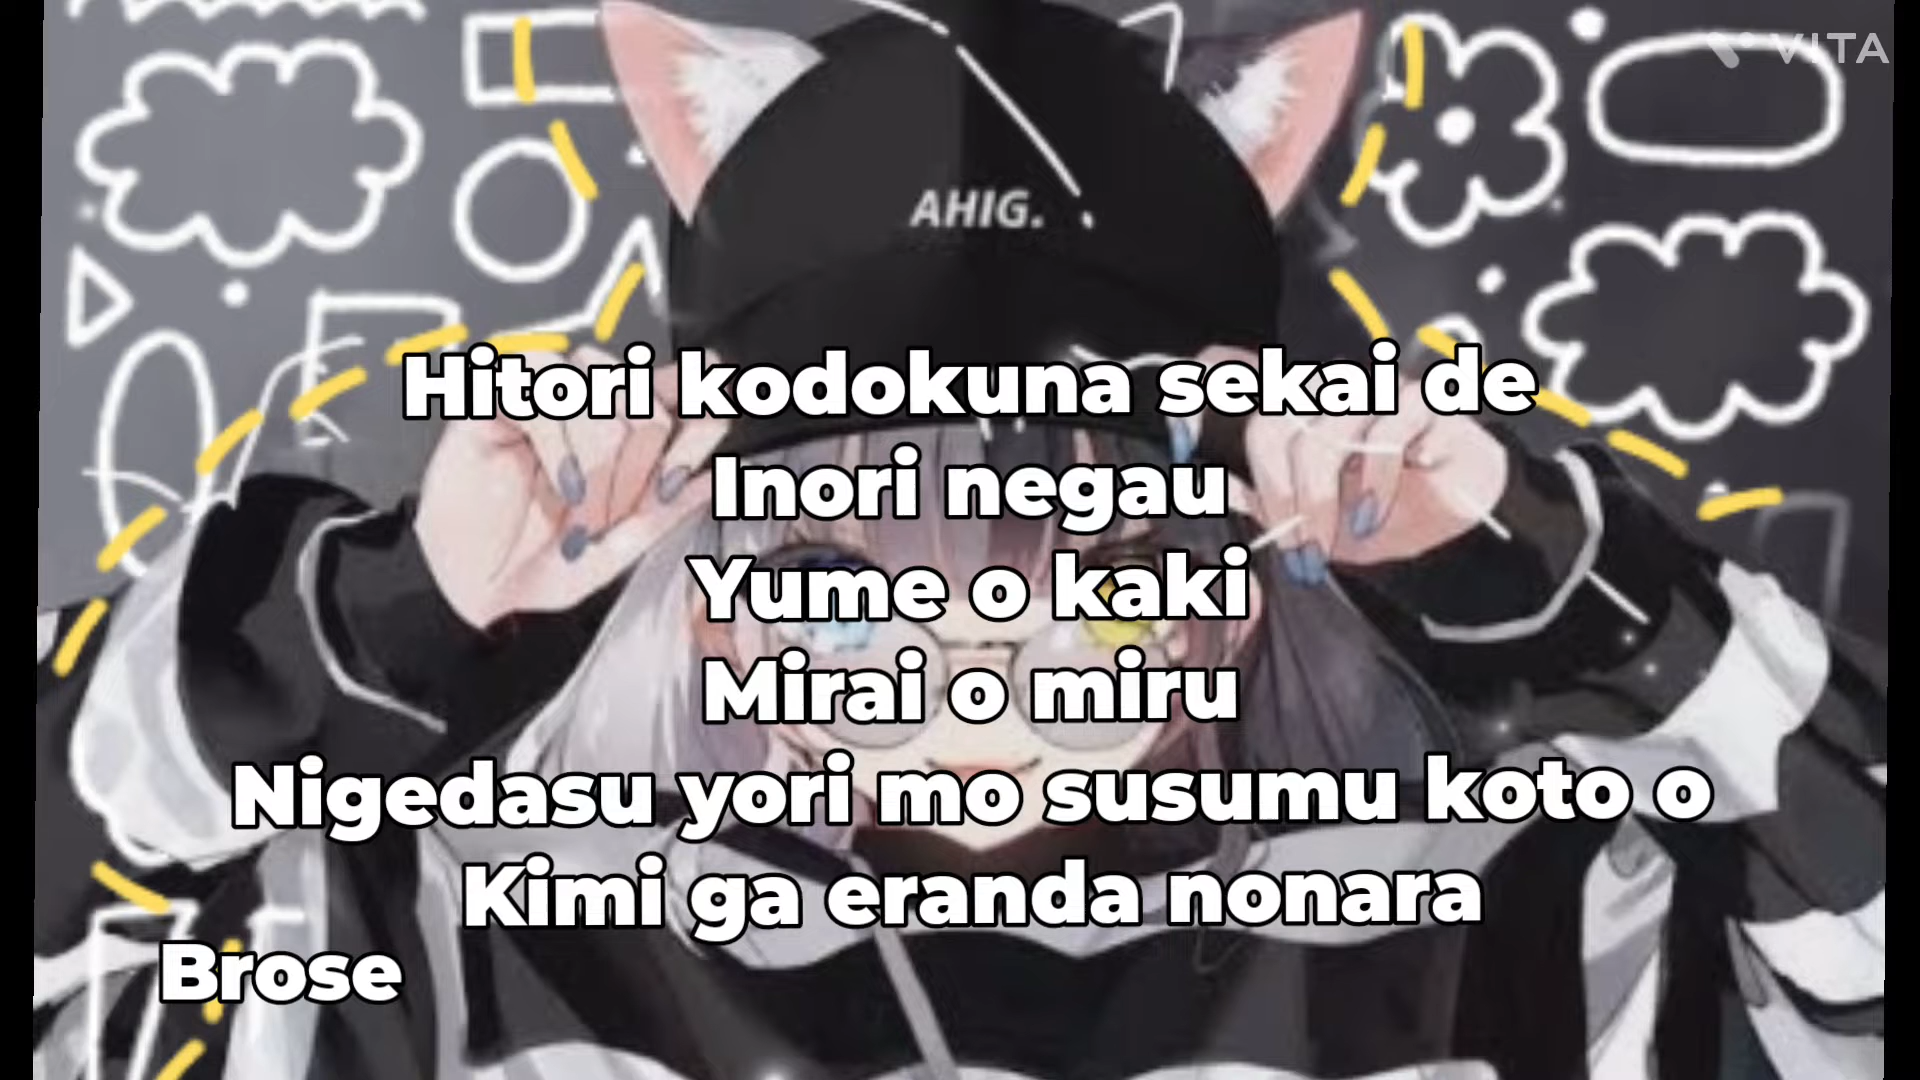 VITA
AHIG.
Hitori kodokuna sekai de
Inori negau
Yume o kaki
Mirai o miru
Nigedasu yori mo susumu koto o
Kimi ga eranda nonara
Brose